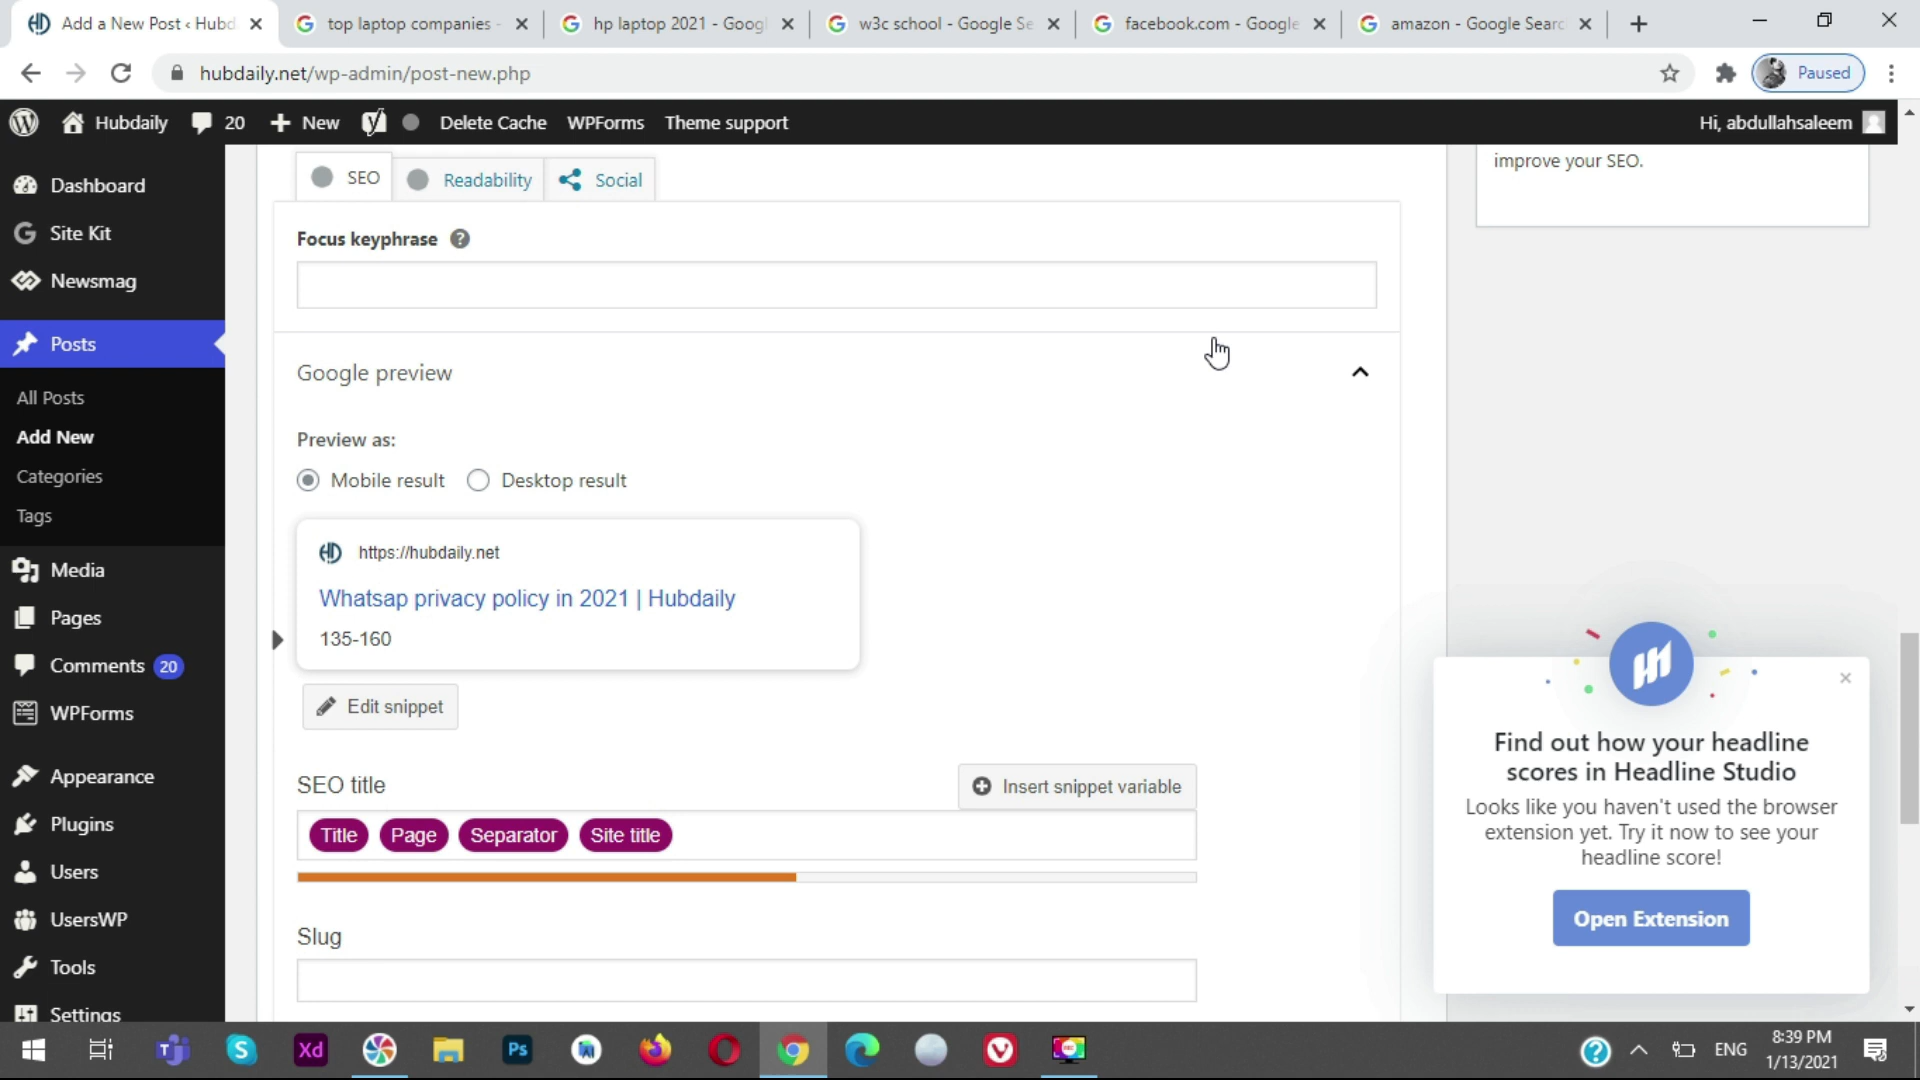 Add a New Post ‹ Hubd
top laptop companies -
hp laptop 2021 - Googl
w3c school - Google Se
facebook.com - Google
amazon - Google Searc
hubdaily.net/wp-admin/post-new.php
Paused
Hubdaily
20
New
Delete Cache
WPForms
Theme support
Hi, abdullahsaleem
Dashboard
Site Kit
Newsmag
Posts
All Posts
Add New
Categories
Tags
Media
Pages
Comments 20
WPForms
Appearance
Plugins
Users
UsersWP
Tools
Settings
SEO
Readability
Social
Focus keyphrase ?
Google preview
Preview as:
Mobile result
Desktop result
https://hubdaily.net
Whatsap privacy policy in 2021 | Hubdaily
135-160
Edit snippet
SEO title
Insert snippet variable
Title Page Separator Site title
Slug
improve your SEO.
Find out how your headline
scores in Headline Studio
Looks like you haven't used the browser
extension yet. Try it now to see your
headline score!
Open Extension
Xd
Ps
ENG
8:39 PM
1/13/2021